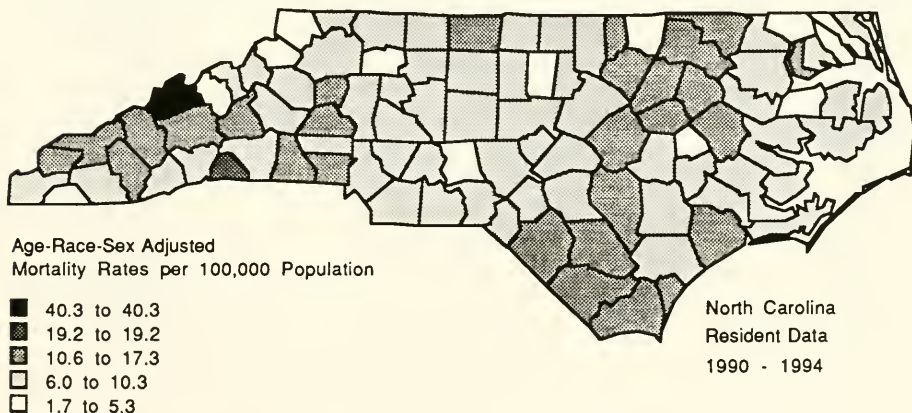 Age-Race-Sex Adjusted
Mortality Rates per 100,000 Population
40.3 to 40.3
19.2 to 19.2
10.6 to 17.3
6.0 to 10.3
1.7 to 5.3
North Carolina
Resident Data
1990 - 1994